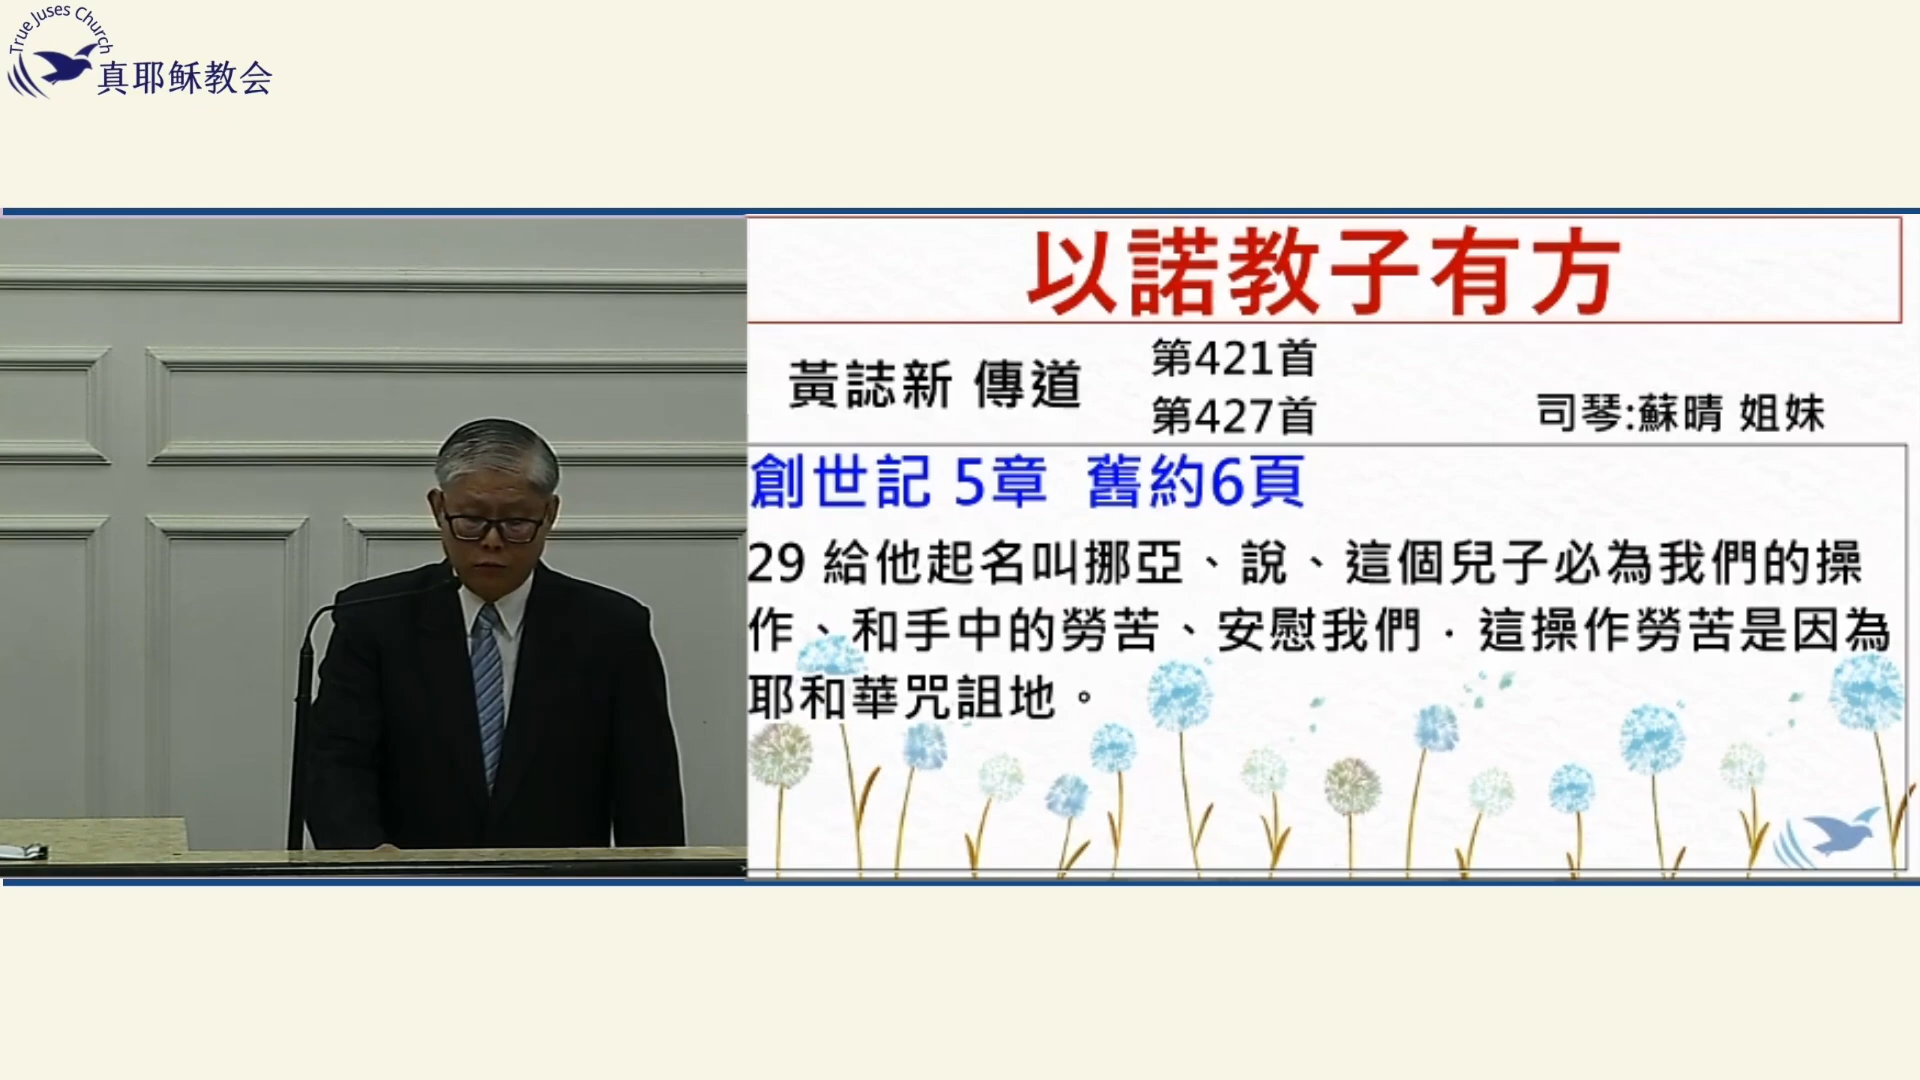 True Juses Church
真耶稣教会
以諾教子有方
黃誌新 傳道
第421首
第427首
司琴:蘇晴 姐妹
創世記 5章 舊約6頁
29 給他起名叫挪亞、說、這個兒子必為我們的操
作、和手中的勞苦、安慰我們．這操作勞苦是因為
耶和華咒詛地。